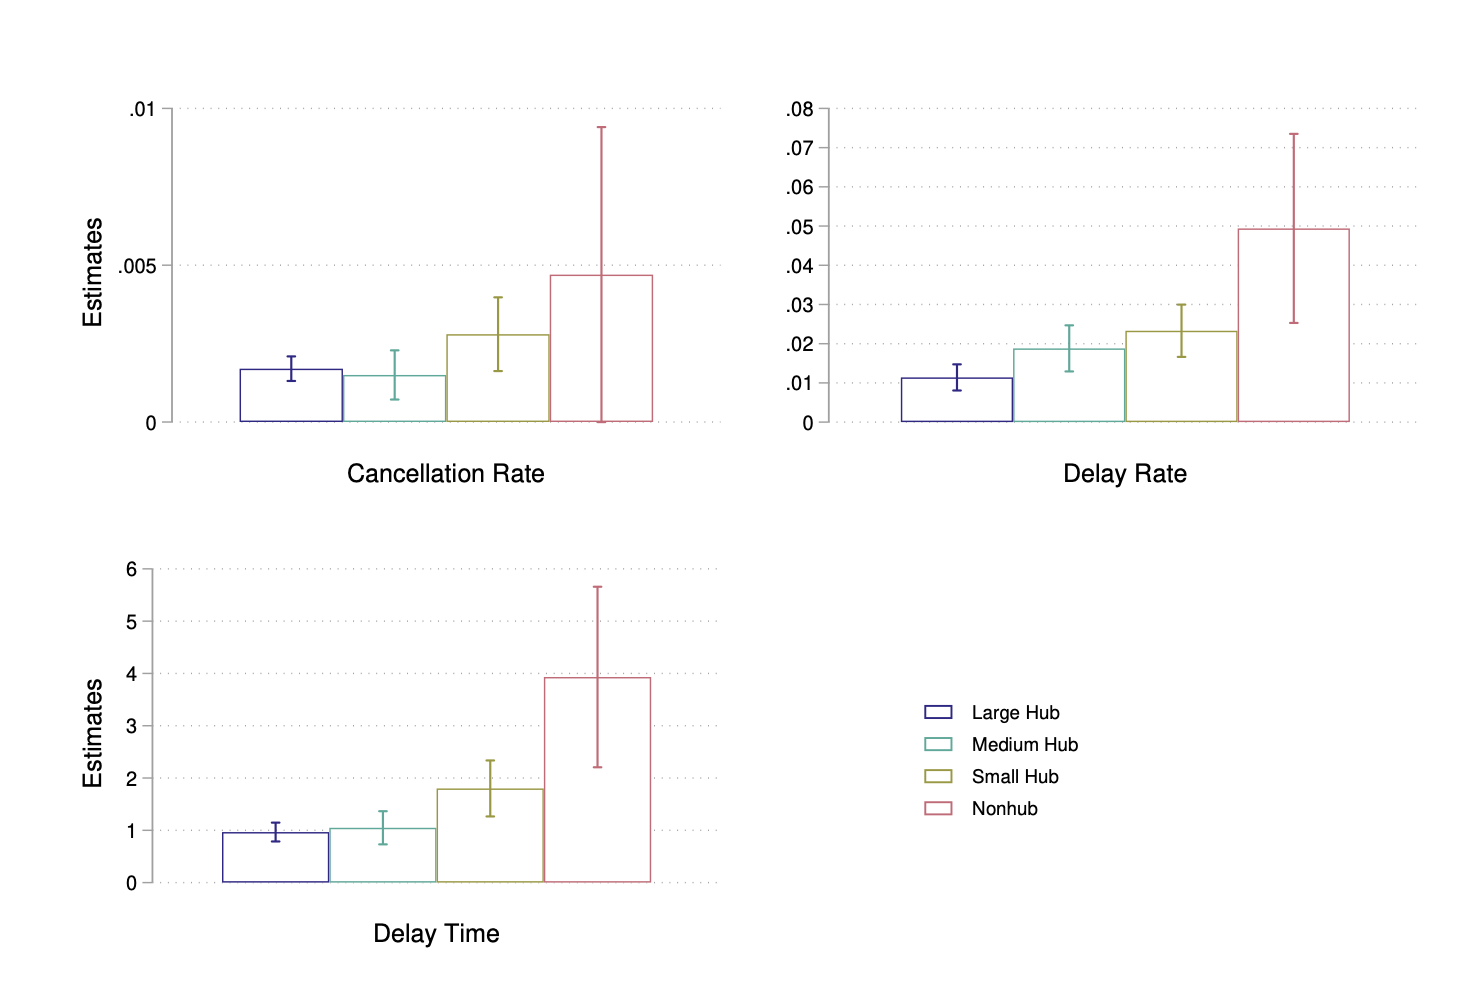 Estimates
.01
.005
0
Cancellation Rate
.08
.07
.06
.05
.04
.03
.02
.01
0
Delay Rate
Estimates
6
5
4
3
2
1
0
Delay Time
Large Hub
Medium Hub
Small Hub
Nonhub